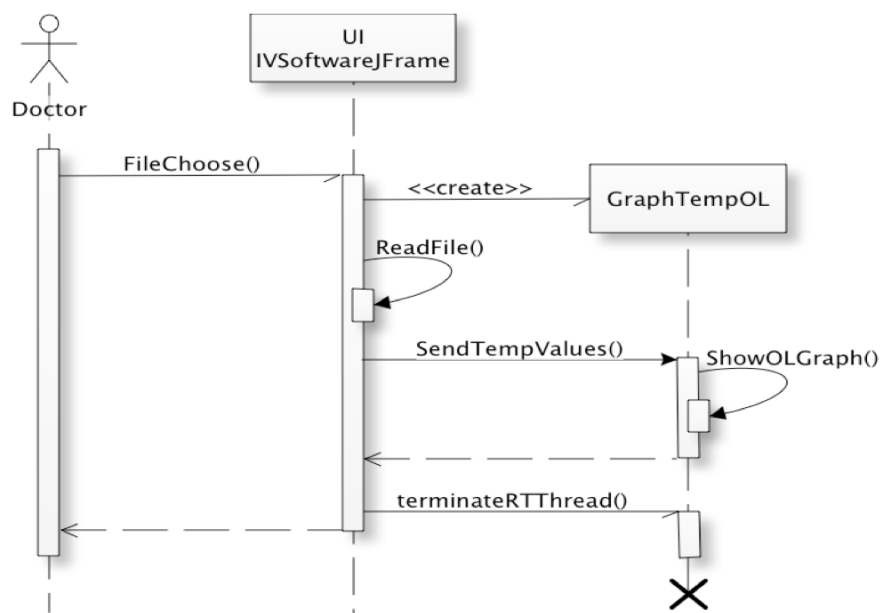 UI
IVSoftwareJFrame
Doctor
FileChoose()
<<create>>
GraphTempOL
ReadFile()
SendTempValues()
ShowOLGraph()
terminateRTThread()